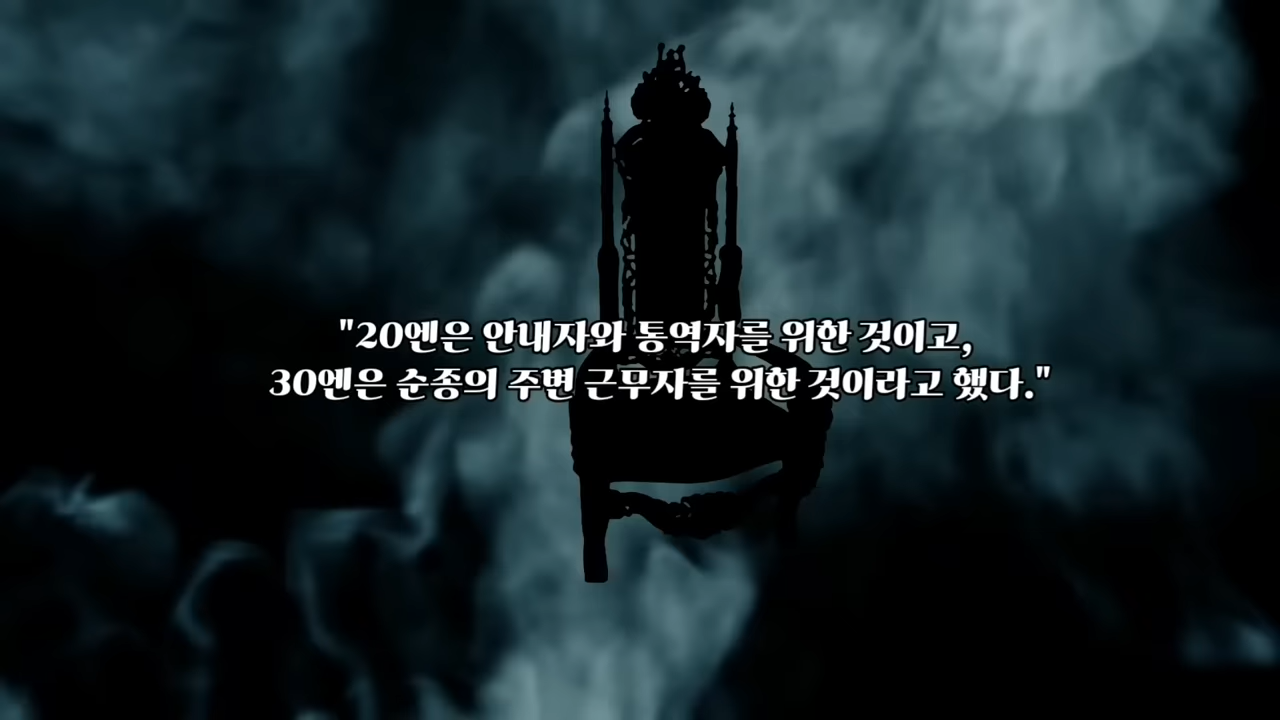 "20엔은 안내자와 통역자를 위한 것이고,
30엔은 순종의 주변 근무자를 위한 것이라고 했다."